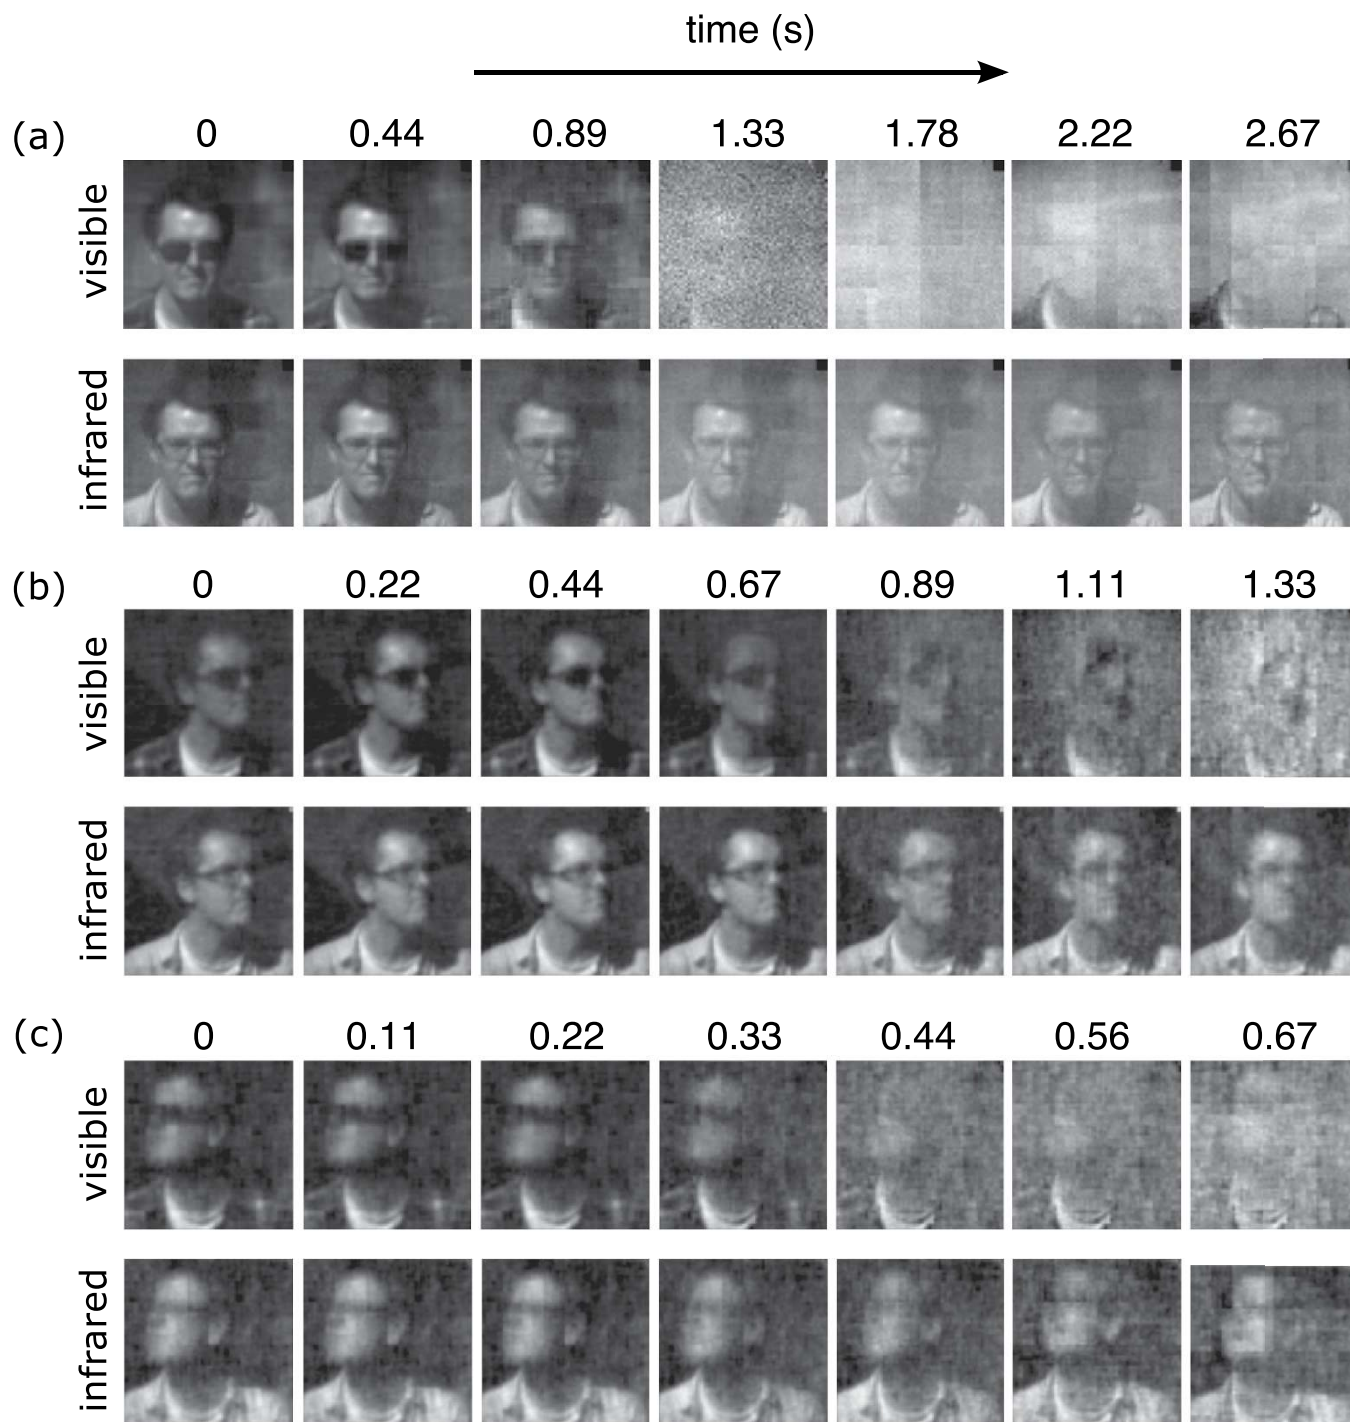 time (s)
(a) 0 0.44 0.89 1.33 1.78 2.22 2.67
visible
infrared
(b) 0 0.22 0.44 0.67 0.89 1.11 1.33
visible
infrared
(c) 0 0.11 0.22 0.33 0.44 0.56 0.67
visible
infrared